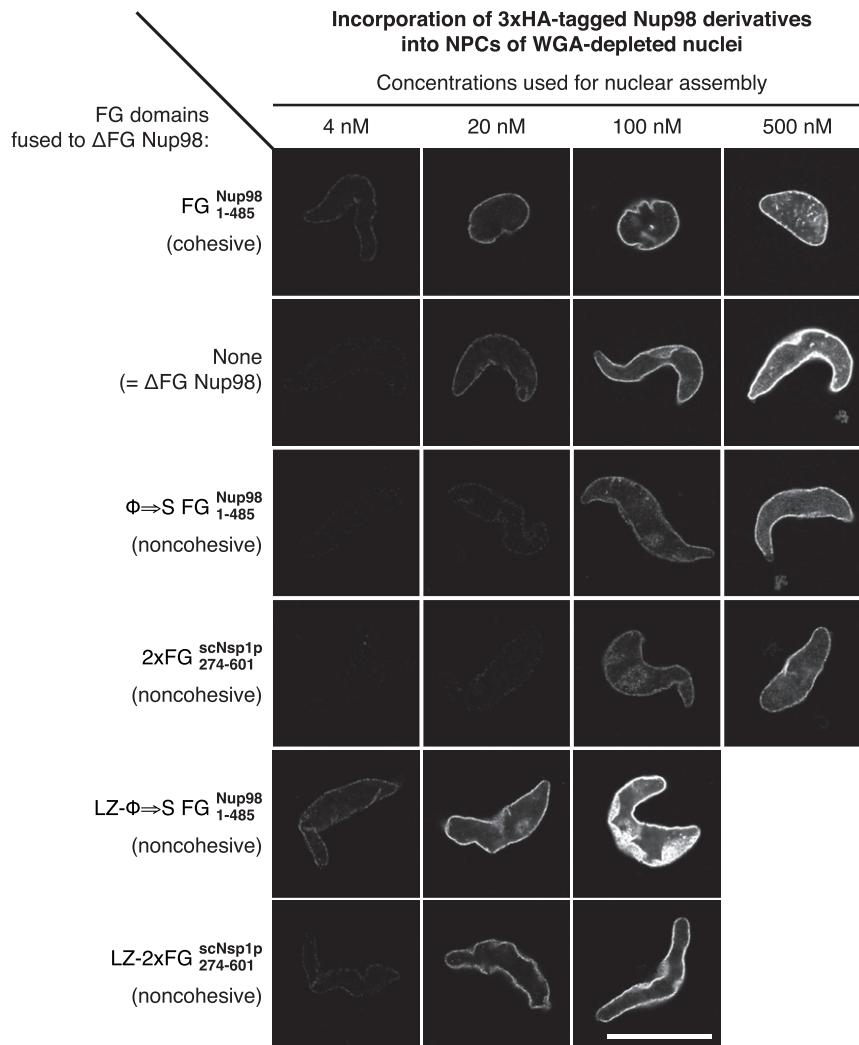 Incorporation of 3xHA-tagged Nup98 derivatives
into NPCs of WGA-depleted nuclei
Concentrations used for nuclear assembly
FG domains
fused to ΔFG Nup98:
4 nM 20 nM 100 nM 500 nM
FG Nup98 1-485
(cohesive)
None
(= ΔFG Nup98)
Φ⇒S FG Nup98 1-485
(noncohesive)
2xFG scNsp1p 274-601
(noncohesive)
LZ-Φ⇒S FG Nup98 1-485
(noncohesive)
LZ-2xFG scNsp1p 274-601
(noncohesive)